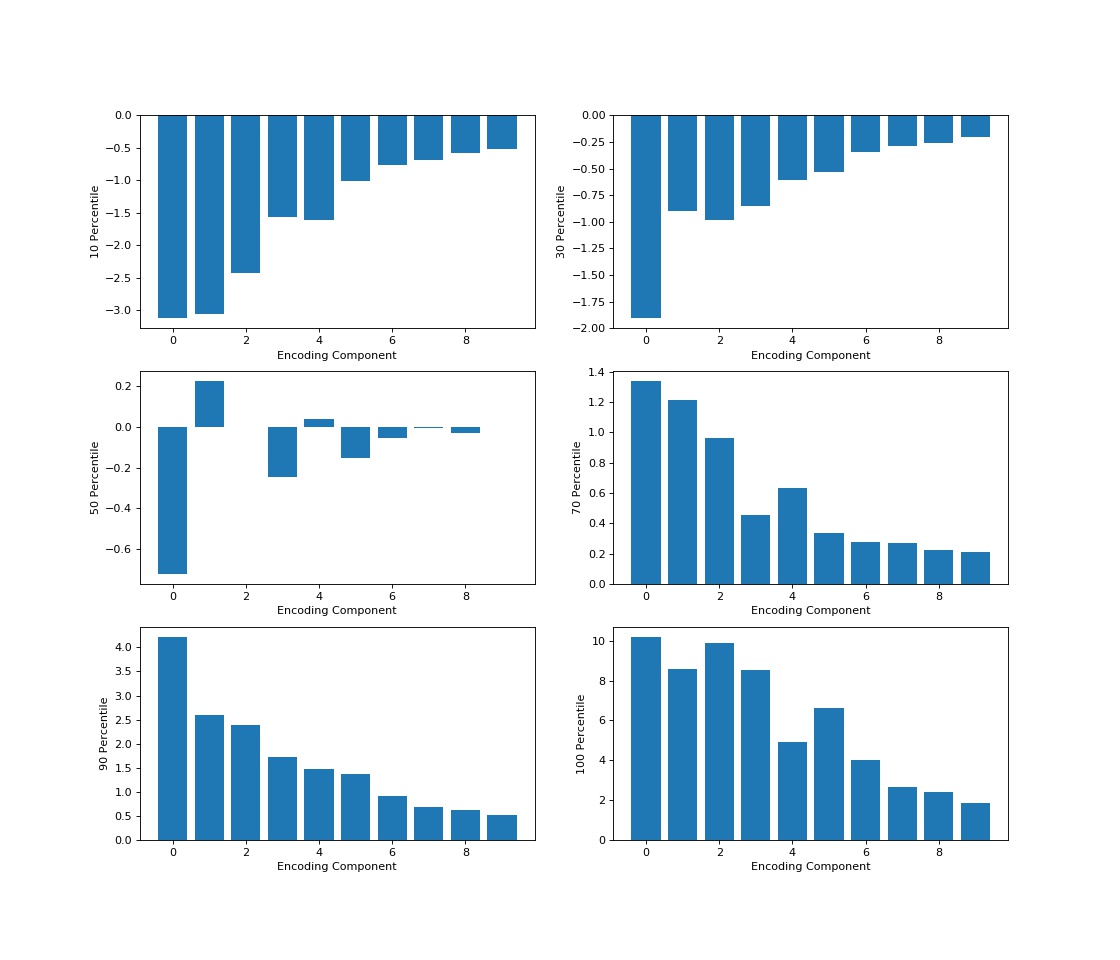 0.0
−0.5
−1.0
−1.5
−2.0
−2.5
−3.0
10 Percentile
0 2 4 6 8
Encoding Component
0.00
−0.25
−0.50
−0.75
−1.00
−1.25
−1.50
−1.75
−2.00
30 Percentile
0 2 4 6 8
Encoding Component
0.2
0.0
−0.2
−0.4
−0.6
50 Percentile
0 2 4 6 8
Encoding Component
1.4
1.2
1.0
0.8
0.6
0.4
0.2
0.0
70 Percentile
0 2 4 6 8
Encoding Component
4.0
3.5
3.0
2.5
2.0
1.5
1.0
0.5
0.0
90 Percentile
0 2 4 6 8
Encoding Component
10
8
6
4
2
0
100 Percentile
0 2 4 6 8
Encoding Component